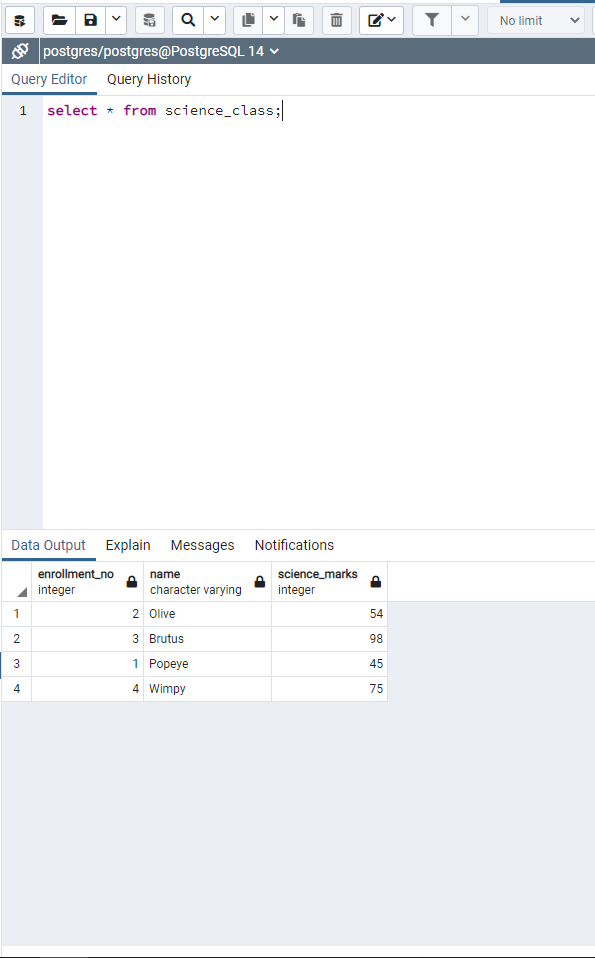 No limit
postgres/postgres@PostgreSQL 14
Query Editor Query History
1 select * from science_class;
Data Output Explain Messages Notifications
enrollment_no name science_marks
integer character varying integer
1 2 Olive 54
2 3 Brutus 98
3 1 Popeye 45
4 4 Wimpy 75